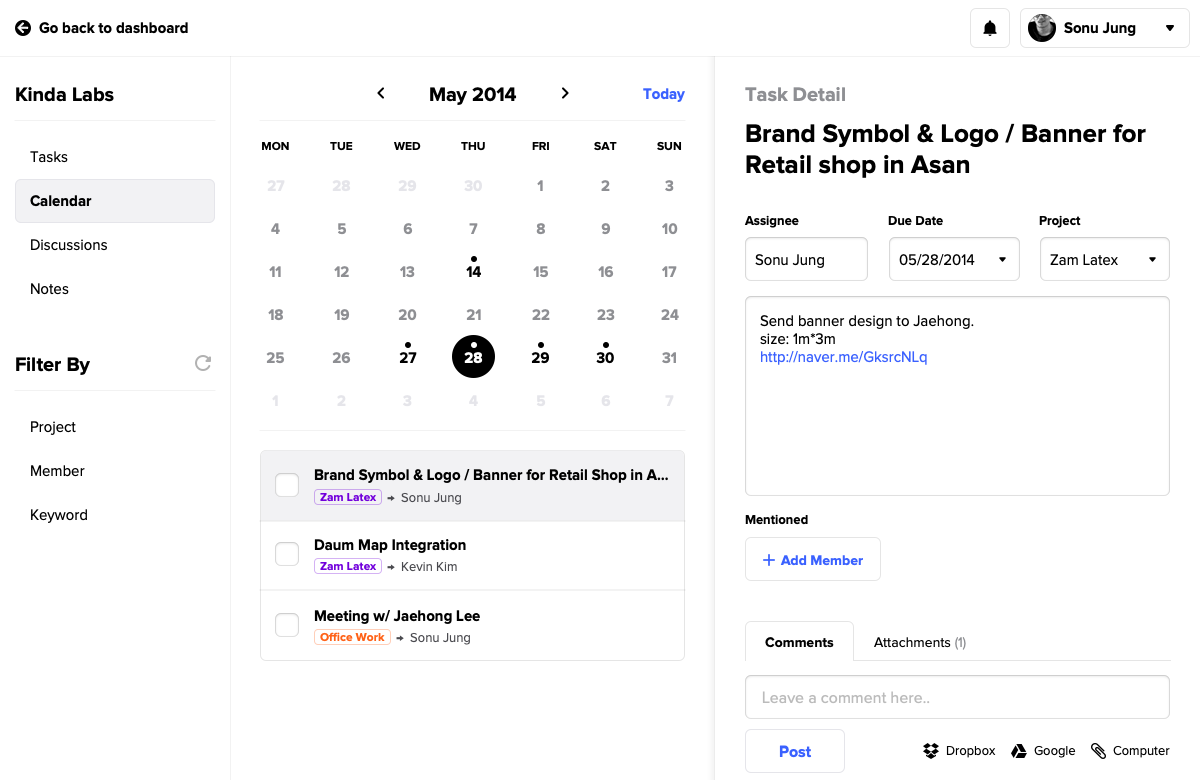 Go back to dashboard
Sonu Jung
Kinda Labs
Tasks
Calendar
Discussions
Notes
Filter By
Project
Member
Keyword
May 2014
Today
MON TUE WED THU FRI SAT SUN
27 28 29 30 1 2 3
4 5 6 7 8 9 10
11 12 13 14 15 16 17
18 19 20 21 22 23 24
25 26 27 28 29 30 31
1 2 3 4 5 6 7
Brand Symbol & Logo / Banner for Retail Shop in A...
Zam Latex Sonu Jung
Daum Map Integration
Zam Latex Kevin Kim
Meeting w/ Jaehong Lee
Office Work Sonu Jung
Task Detail
Brand Symbol & Logo / Banner for
Retail shop in Asan
Assignee Due Date Project
Sonu Jung 05/28/2014 Zam Latex
Send banner design to Jaehong.
size: 1m*3m
http://naver.me/GksrcNLq
Mentioned
+ Add Member
Comments Attachments (1)
Leave a comment here..
Post Dropbox Google Computer